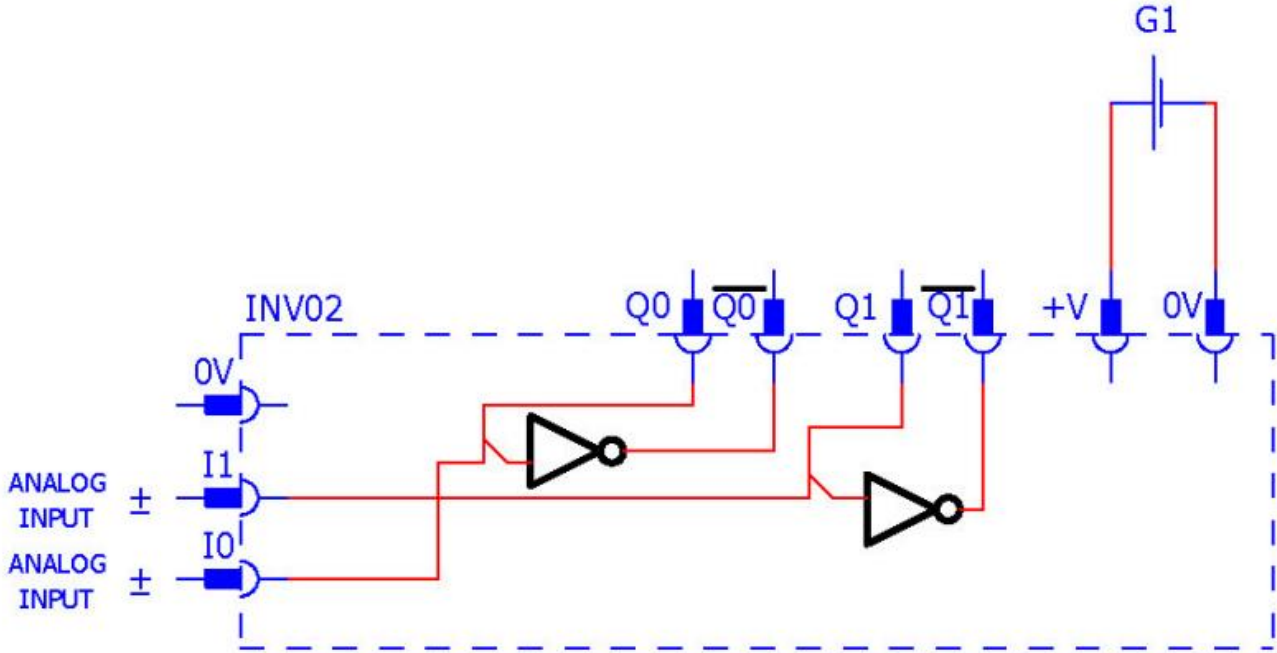 G1
INV02
Q0
Q0
Q1
Q1
+V
0V
0V
I1
ANALOG
INPUT
±
I0
ANALOG
INPUT
±